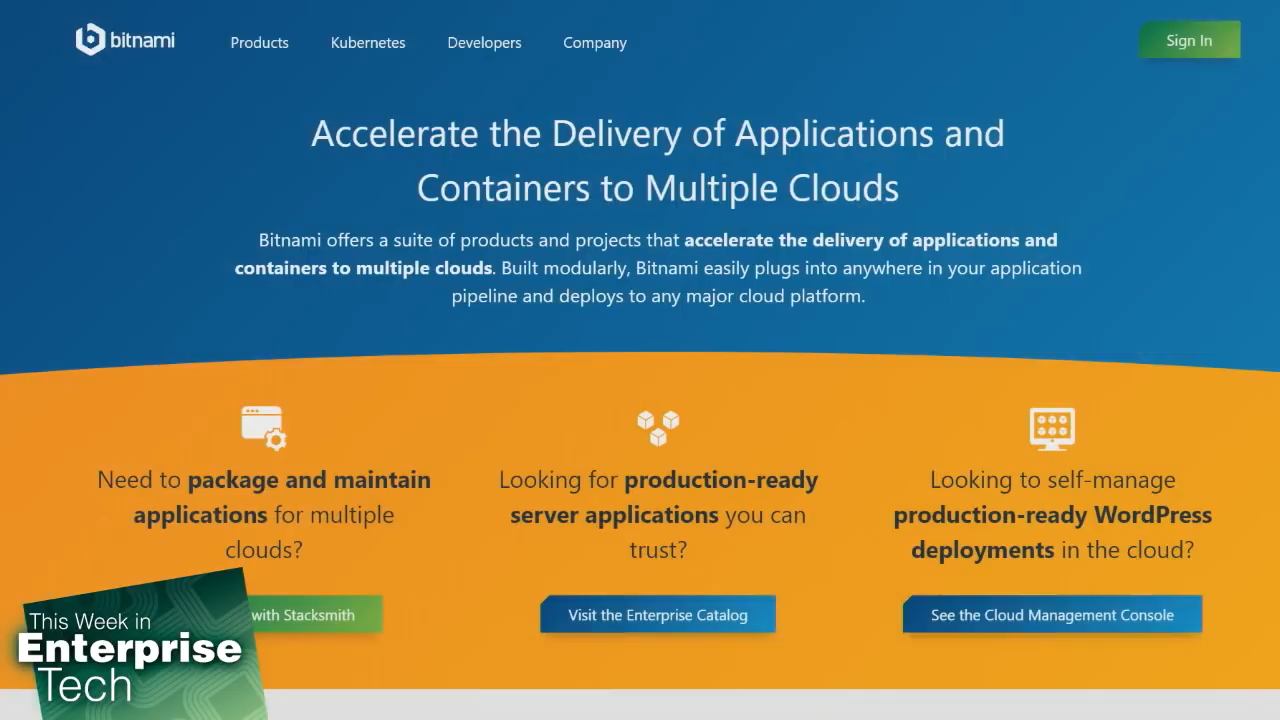 bitnami
Products
Kubernetes
Developers
Company
Sign In
Accelerate the Delivery of Applications and
Containers to Multiple Clouds
Bitnami offers a suite of products and projects that accelerate the delivery of applications and
containers to multiple clouds. Built modularly, Bitnami easily plugs into anywhere in your application
pipeline and deploys to any major cloud platform.
Need to package and maintain
applications for multiple
clouds?
with Stacksmith
Looking for production-ready
server applications you can
trust?
Visit the Enterprise Catalog
Looking to self-manage
production-ready WordPress
deployments in the cloud?
See the Cloud Management Console
This Week in
Enterprise
Tech